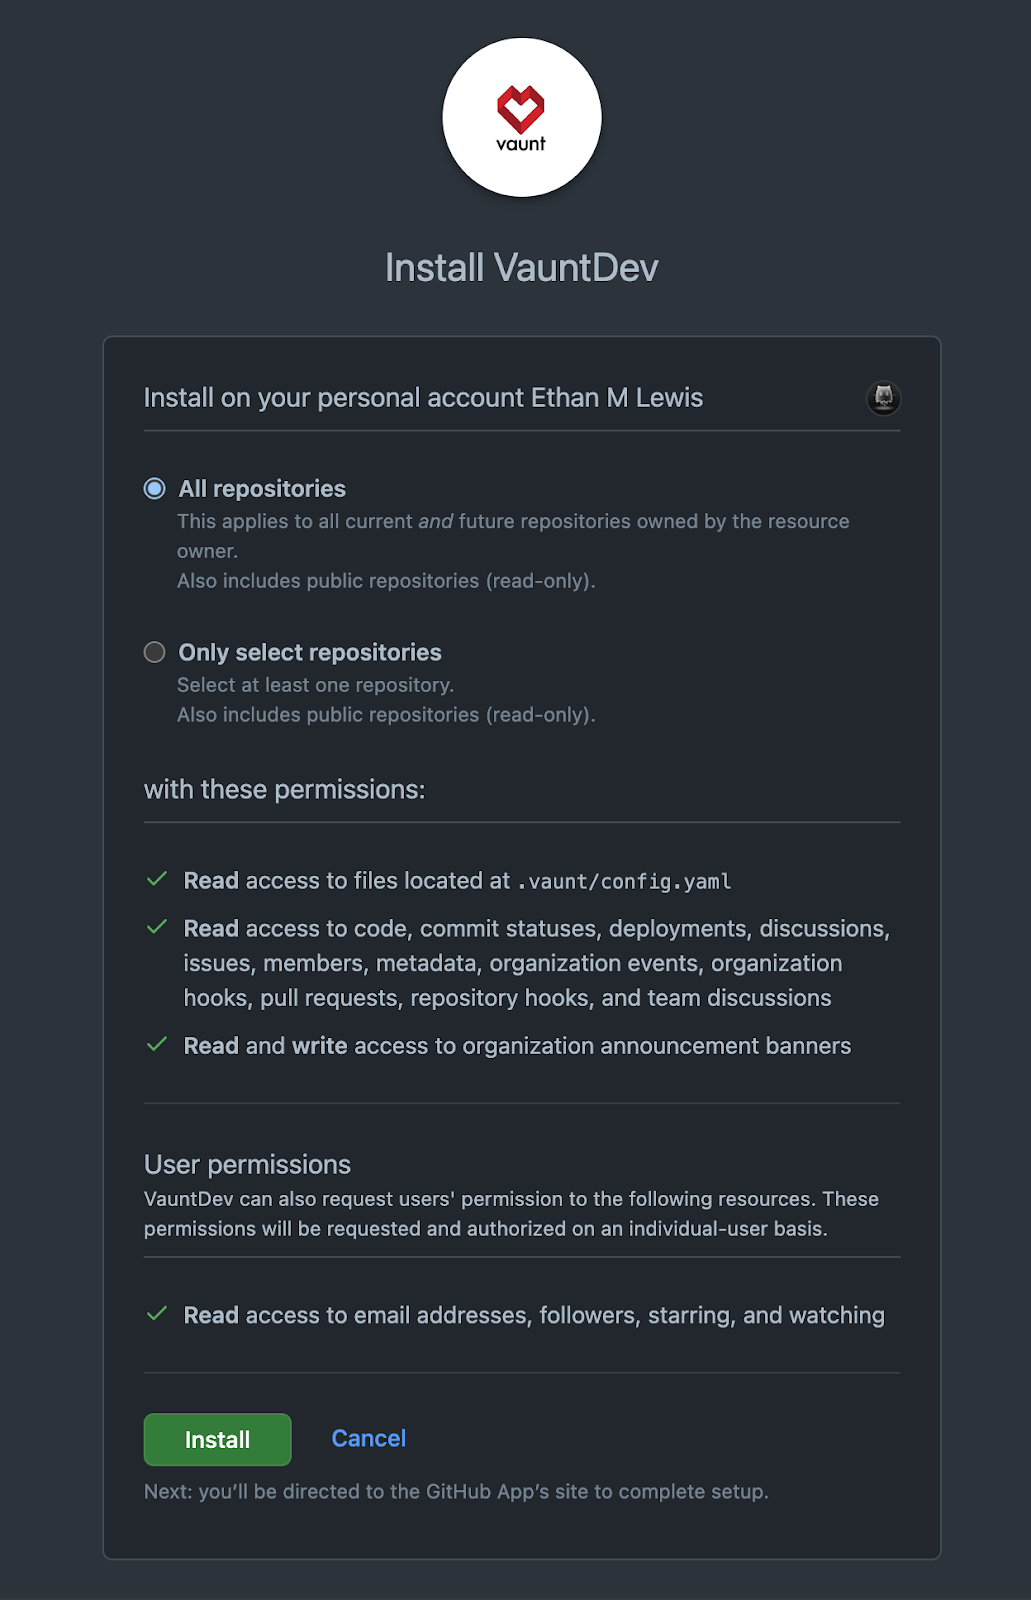 vaunt
Install VauntDev
Install on your personal account Ethan M Lewis
All repositories
This applies to all current and future repositories owned by the resource
owner.
Also includes public repositories (read-only).
Only select repositories
Select at least one repository.
Also includes public repositories (read-only).
with these permissions:
Read access to files located at .vaunt/config.yaml
Read access to code, commit statuses, deployments, discussions,
issues, members, metadata, organization events, organization
hooks, pull requests, repository hooks, and team discussions
Read and write access to organization announcement banners
User permissions
VauntDev can also request users' permission to the following resources. These
permissions will be requested and authorized on an individual-user basis.
Read access to email addresses, followers, starring, and watching
Install Cancel
Next: you’ll be directed to the GitHub App’s site to complete setup.